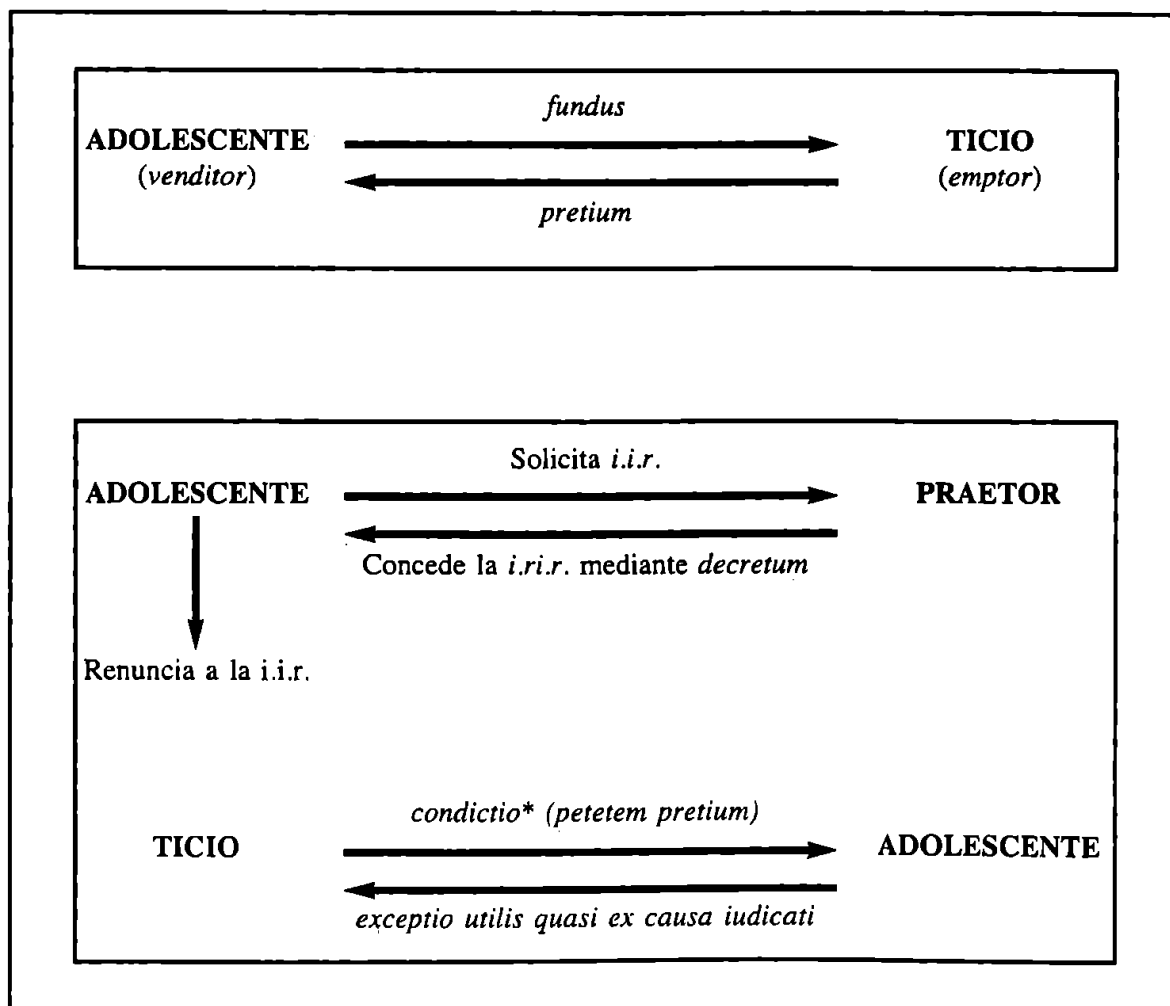 fundus
ADOLESCENTE
(venditor)
TICIO
(emptor)
pretium
Solicita i.i.r.
ADOLESCENTE
PRAETOR
Concede la i.ri.r. mediante decretum
Renuncia a la i.i.r.
condictio* (petetem pretium)
TICIO
ADOLESCENTE
exceptio utilis quasi ex causa iudicati